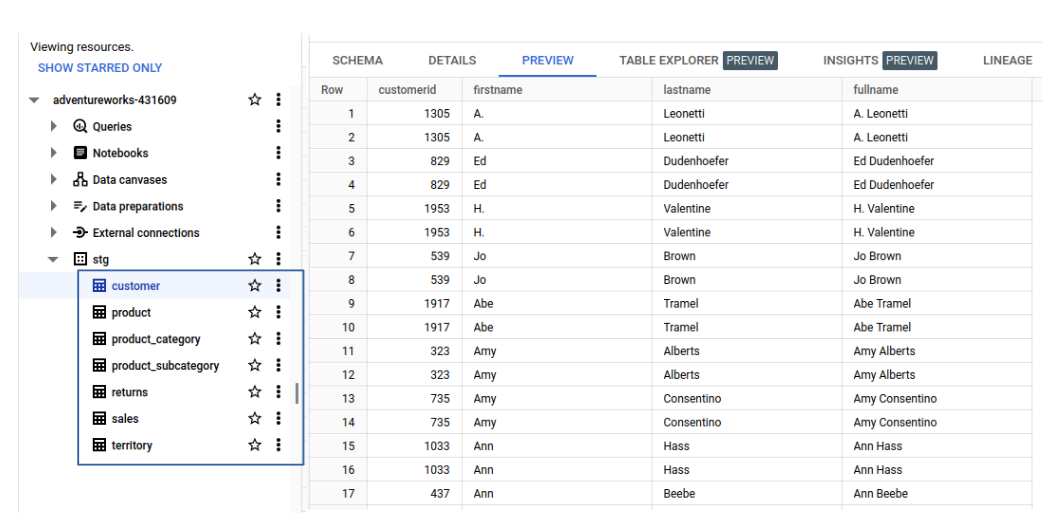 Viewing resources.
SHOW STARRED ONLY
adventureworks-431609
Queries
Notebooks
Data canvases
Data preparations
External connections
stg
customer
product
product_category
product_subcategory
returns
sales
territory
SCHEMA DETAILS PREVIEW TABLE EXPLORER PREVIEW INSIGHTS PREVIEW LINEAGE
Row customerid firstname lastname fullname
1 1305 A. Leonetti A. Leonetti
2 1305 A. Leonetti A. Leonetti
3 829 Ed Dudenhoefer Ed Dudenhoefer
4 829 Ed Dudenhoefer Ed Dudenhoefer
5 1953 H. Valentine H. Valentine
6 1953 H. Valentine H. Valentine
7 539 Jo Brown Jo Brown
8 539 Jo Brown Jo Brown
9 1917 Abe Tramel Abe Tramel
10 1917 Abe Tramel Abe Tramel
11 323 Amy Alberts Amy Alberts
12 323 Amy Alberts Amy Alberts
13 735 Amy Consentino Amy Consentino
14 735 Amy Consentino Amy Consentino
15 1033 Ann Hass Ann Hass
16 1033 Ann Hass Ann Hass
17 437 Ann Beebe Ann Beebe